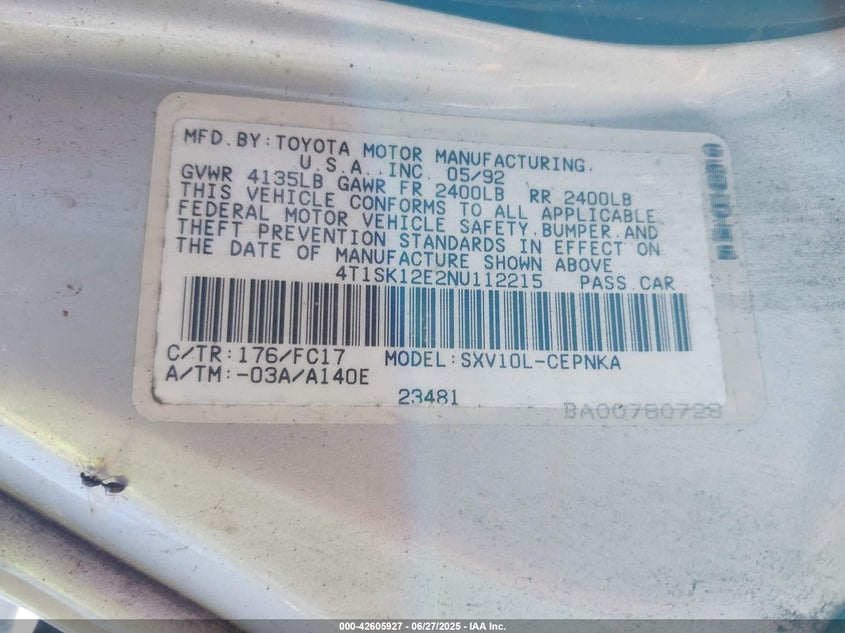 MFD.BY:TOYOTA MOTOR MANUFACTURING.
U.S.A.,INC. 05/92
GVWR 4135LB GAWR FR 2400LB RR 2400LB
THIS VEHICLE CONFORMS TO ALL APPLICABLE
FEDERAL MOTOR VEHICLE SAFETY,BUMPER,AND
THEFT PREVENTION STANDARDS IN EFFECT ON
THE DATE OF MANUFACTURE SHOWN ABOVE
4T1SK12E2NU112215 PASS.CAR
C/TR:176/FC17 MODEL:SXV10L-CEPNKA
A/TM:-03A/A140E
23481
BA00780728
000-42605927 - 06/27/2025 - IAA Inc.